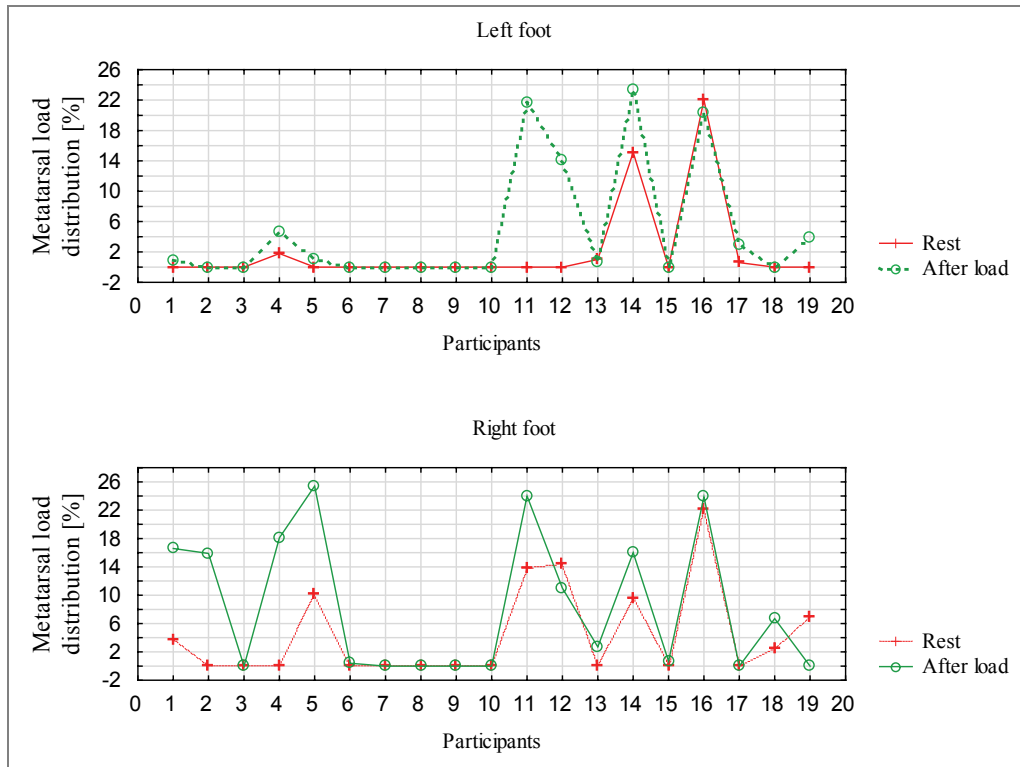 Left foot
Metatarsal load
distribution [%]
26
22
18
14
10
6
2
-2
0 1 2 3 4 5 6 7 8 9 10 11 12 13 14 15 16 17 18 19 20
Participants
Rest
After load
Right foot
Metatarsal load
distribution [%]
26
22
18
14
10
6
2
-2
0 1 2 3 4 5 6 7 8 9 10 11 12 13 14 15 16 17 18 19 20
Participants
Rest
After load